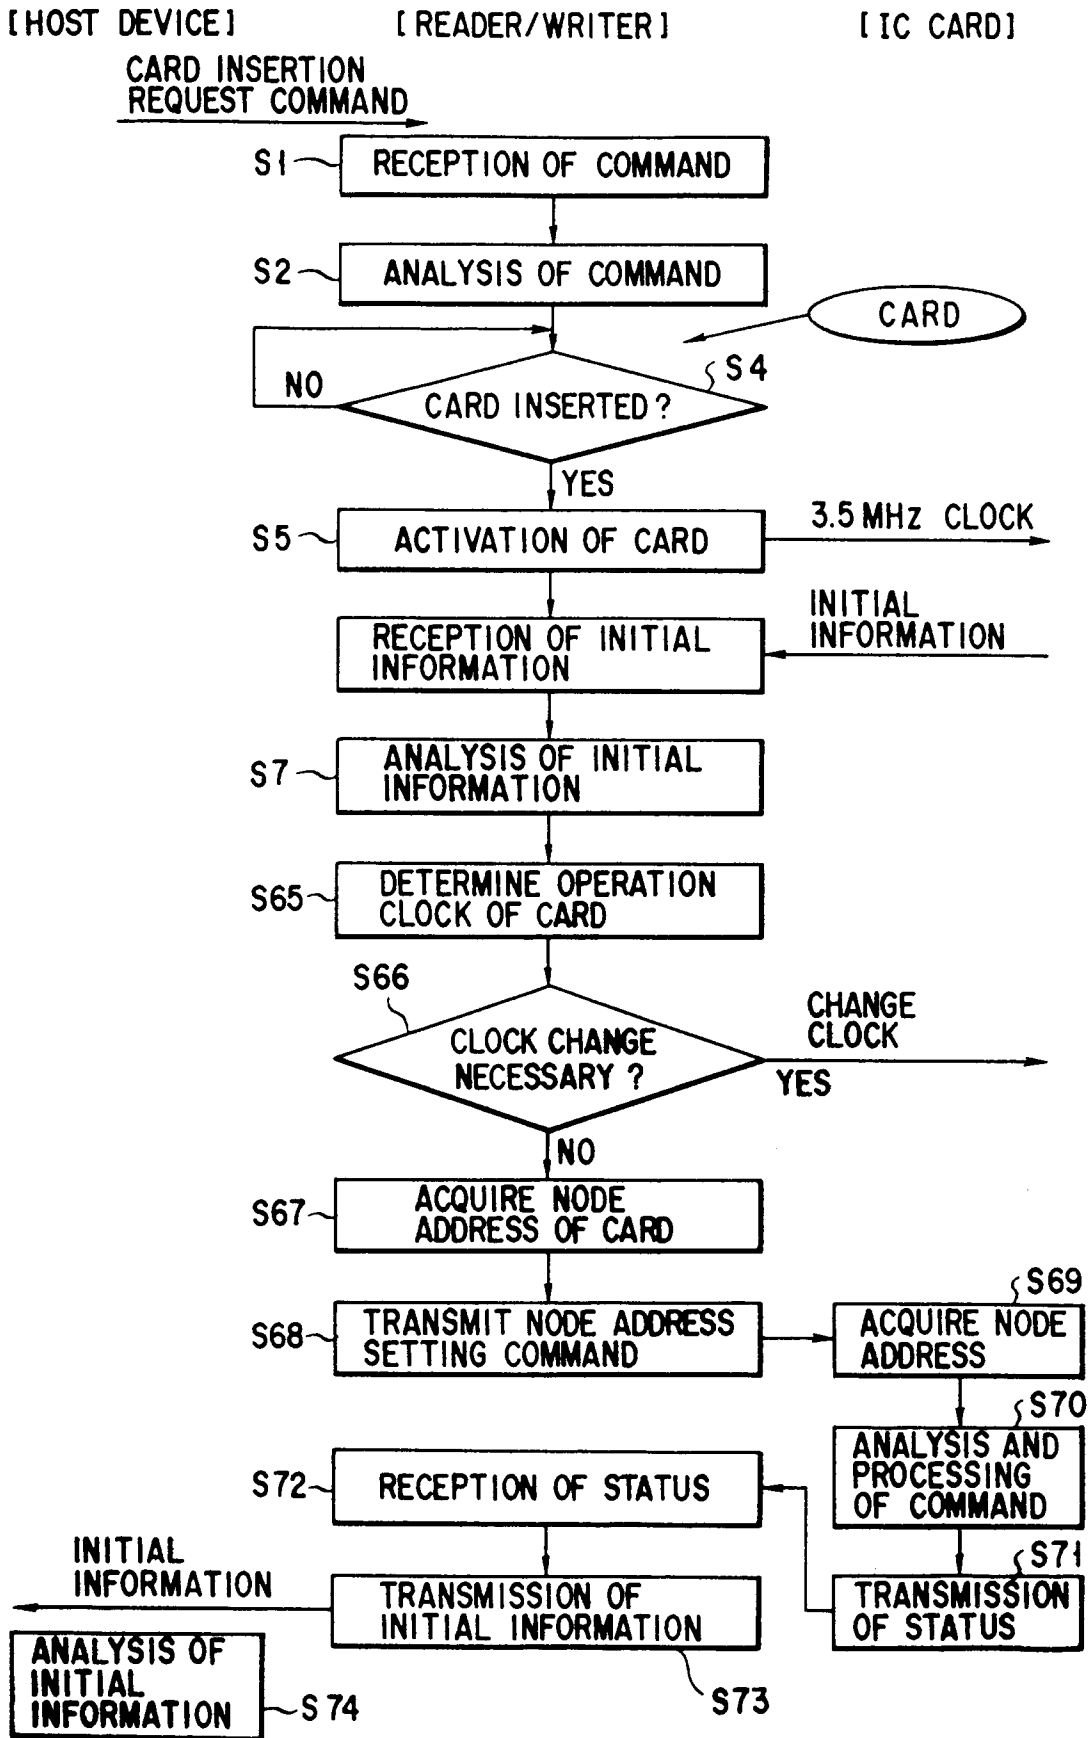 [HOST DEVICE] [READER/WRITER] [IC CARD]
CARD INSERTION
REQUEST COMMAND
S1 RECEPTION OF COMMAND
S2 ANALYSIS OF COMMAND
CARD
S4
NO CARD INSERTED?
YES
S5 ACTIVATION OF CARD 3.5MHz CLOCK
INITIAL
INFORMATION
RECEPTION OF INITIAL
INFORMATION
S7 ANALYSIS OF INITIAL
INFORMATION
S65 DETERMINE OPERATION
CLOCK OF CARD
S66
CLOCK CHANGE
NECESSARY ?
CHANGE
CLOCK
YES
NO
S67 ACQUIRE NODE
ADDRESS OF CARD
S68 TRANSMIT NODE ADDRESS
SETTING COMMAND
S69
ACQUIRE NODE
ADDRESS
S70
ANALYSIS AND
PROCESSING
OF COMMAND
S71
TRANSMISSION
OF STATUS
S72 RECEPTION OF STATUS
INITIAL
INFORMATION
TRANSMISSION OF
INITIAL INFORMATION
S73
ANALYSIS OF
INITIAL
INFORMATION
S74